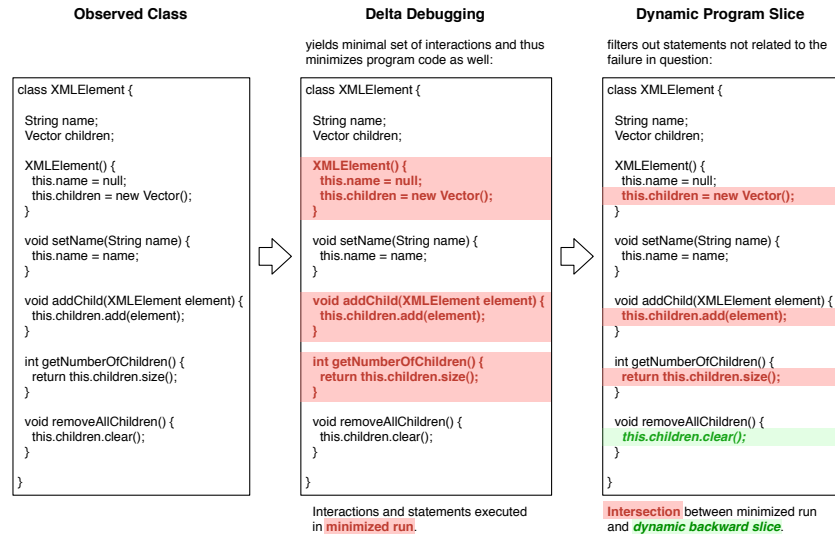 Observed Class
class XMLElement {
String name;
Vector children;
XMLElement() {
this.name = null;
this.children = new Vector();
}
void setName(String name) {
this.name = name;
}
void addChild(XMLElement element) {
this.children.add(element);
}
int getNumberOfChildren() {
return this.children.size();
}
void removeAllChildren() {
this.children.clear();
}
}
Delta Debugging
yields minimal set of interactions and thus
minimizes program code as well:
class XMLElement {
String name;
Vector children;
XMLElement() {
this.name = null;
this.children = new Vector();
}
void setName(String name) {
this.name = name;
}
void addChild(XMLElement element) {
this.children.add(element);
}
int getNumberOfChildren() {
return this.children.size();
}
void removeAllChildren() {
this.children.clear();
}
}
Interactions and statements executed
in minimized run.
Dynamic Program Slice
filters out statements not related to the
failure in question:
class XMLElement {
String name;
Vector children;
XMLElement() {
this.name = null;
this.children = new Vector();
}
void setName(String name) {
this.name = name;
}
void addChild(XMLElement element) {
this.children.add(element);
}
int getNumberOfChildren() {
return this.children.size();
}
void removeAllChildren() {
this.children.clear();
}
}
Intersection between minimized run
and dynamic backward slice.